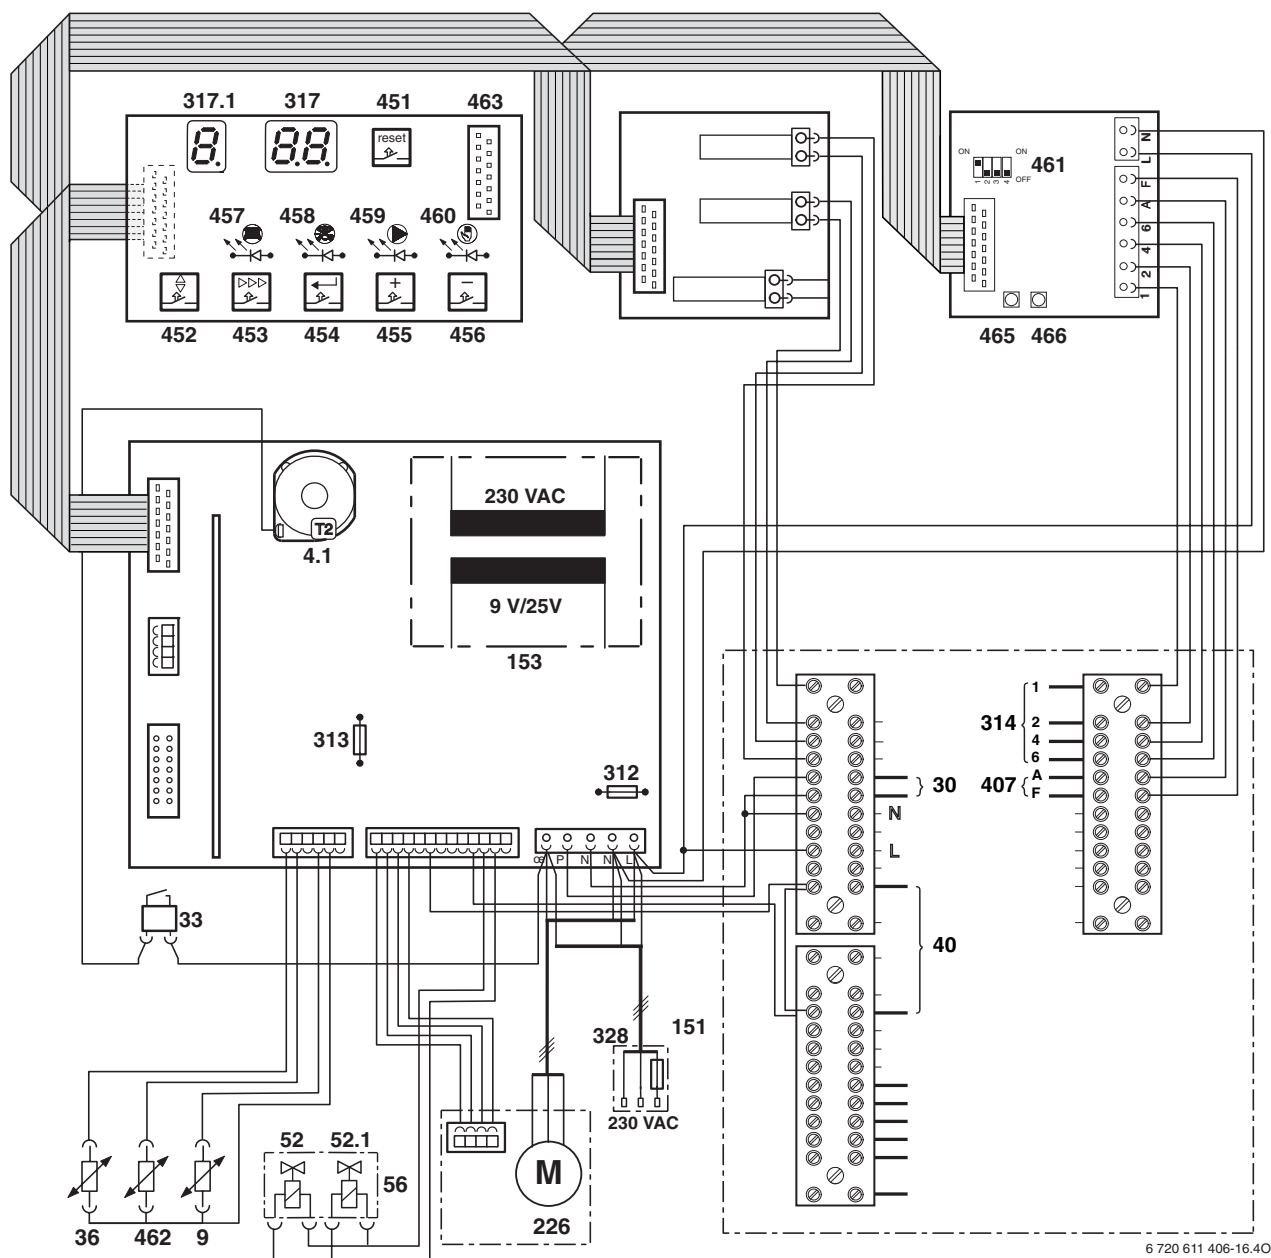 317.1 317 451 463
8. 8.8.
reset
457 458 459 460
+ −
452 453 454 455 456
ON ON
461
1 2 3 4 OFF
N
L
F
A
6
4
2
1
465 466
T2
4.1
230 VAC
9 V/25V
153
313
312
P N N L
33
30
N
L
40
314
1
2
4
6
407
A
F
328 151
230 VAC
52 52.1
56
M
226
36 462 9
6 720 611 406-16.4O